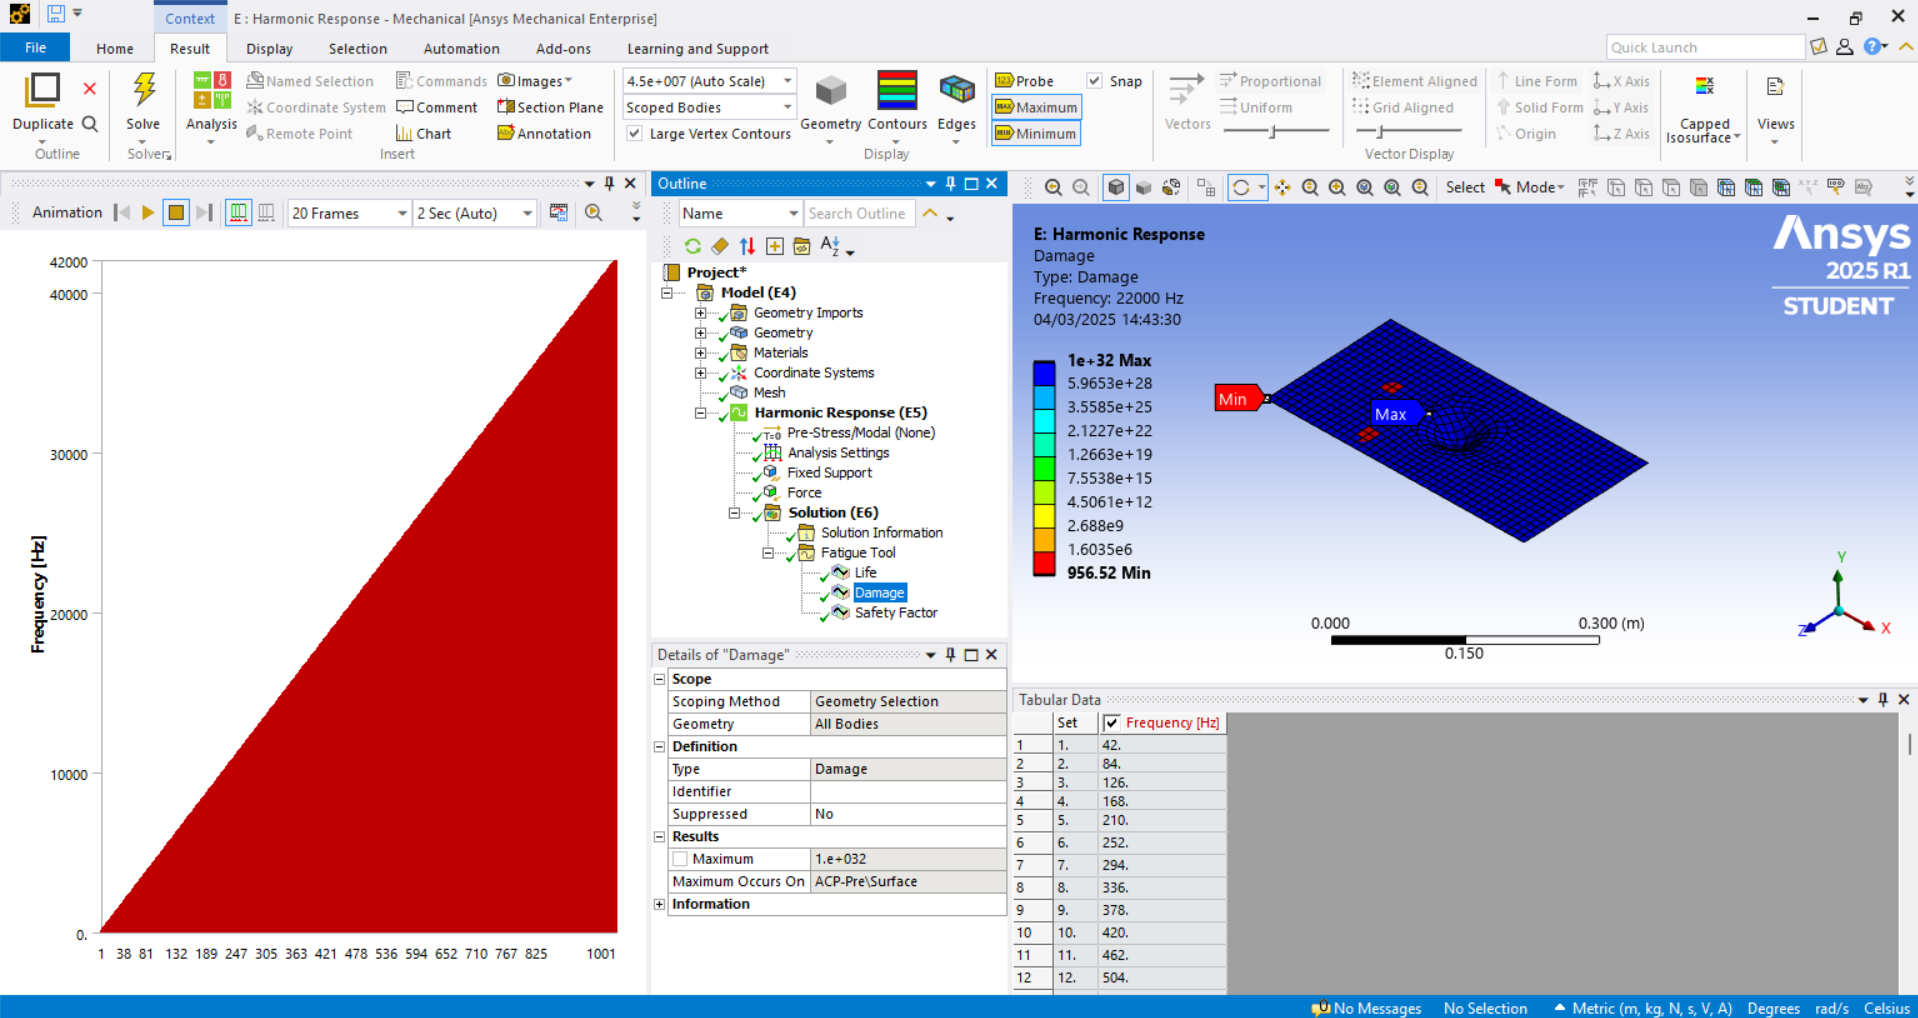 Context
E : Harmonic Response - Mechanical [Ansys Mechanical Enterprise]
File
Home
Result
Display
Selection
Automation
Add-ons
Learning and Support
Quick Launch
Duplicate
Outline
Solve
Solver
Analysis
Named Selection
Coordinate System
Remote Point
Commands
Comment
Chart
Images
Section Plane
Annotation
Insert
4.5e+007 (Auto Scale)
Scoped Bodies
Large Vertex Contours
Geometry
Contours
Edges
Display
Probe
Maximum
Minimum
Snap
Vectors
Proportional
Uniform
Element Aligned
Grid Aligned
Vector Display
Line Form
Solid Form
Origin
X Axis
Y Axis
Z Axis
Capped
Isosurface
Views
Animation
20 Frames
2 Sec (Auto)
42000
40000
30000
20000
10000
0.
Frequency [Hz]
1 38 81 132 189 247 305 363 421 478 536 594 652 710 767 825 1001
Outline
Name
Search Outline
Project*
Model (E4)
Geometry Imports
Geometry
Materials
Coordinate Systems
Mesh
Harmonic Response (E5)
T=0 Pre-Stress/Modal (None)
Analysis Settings
Fixed Support
Force
Solution (E6)
Solution Information
Fatigue Tool
Life
Damage
Safety Factor
Details of "Damage"
Scope
Scoping Method Geometry Selection
Geometry All Bodies
Definition
Type Damage
Identifier
Suppressed No
Results
Maximum 1.e+032
Maximum Occurs On ACP-Pre\Surface
Information
Select
Mode
E: Harmonic Response
Damage
Type: Damage
Frequency: 22000 Hz
04/03/2025 14:43:30
1e+32 Max
5.9653e+28
3.5585e+25
2.1227e+22
1.2663e+19
7.5538e+15
4.5061e+12
2.688e9
1.6035e6
956.52 Min
Min
Max
Ansys
2025 R1
STUDENT
0.000 0.300 (m)
0.150
Y
Z
X
Tabular Data
Set Frequency [Hz]
1 1. 42.
2 2. 84.
3 3. 126.
4 4. 168.
5 5. 210.
6 6. 252.
7 7. 294.
8 8. 336.
9 9. 378.
10 10. 420.
11 11. 462.
12 12. 504.
No Messages
No Selection
Metric (m, kg, N, s, V, A)
Degrees
rad/s
Celsius